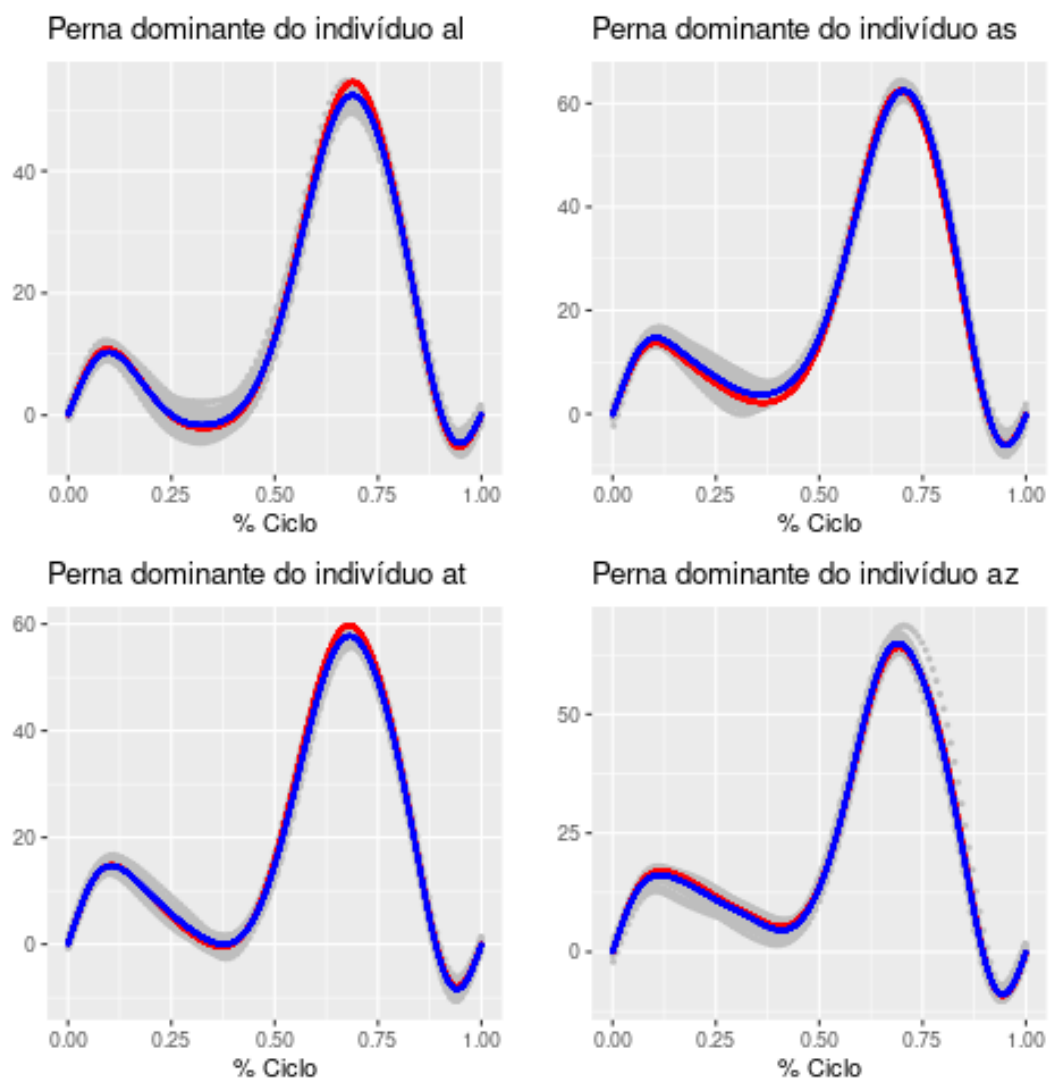 Perna dominante do indivíduo al
40
20
0
0.00 0.25 0.50 0.75 1.00
% Ciclo
Perna dominante do indivíduo as
60
40
20
0
0.00 0.25 0.50 0.75 1.00
% Ciclo
Perna dominante do indivíduo at
60
40
20
0
0.00 0.25 0.50 0.75 1.00
% Ciclo
Perna dominante do indivíduo az
50
25
0
0.00 0.25 0.50 0.75 1.00
% Ciclo